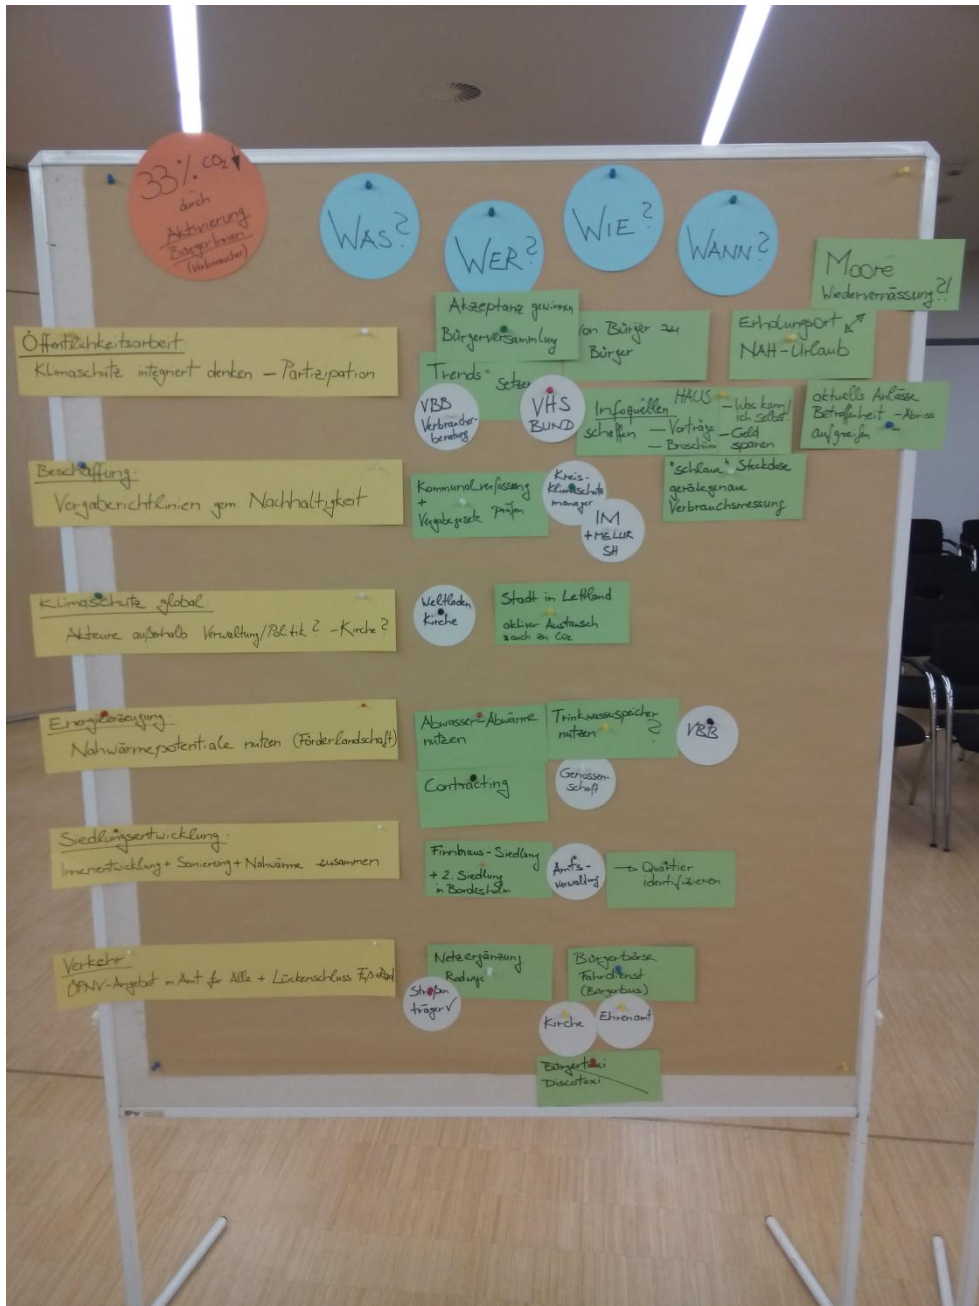 33% CO2 ↓
durch
Aktivierung
BürgerInnen
(Verbraucher)
WAS?
WER?
WIE?
WANN?
Moore
Wiedervernässung?!
Öffentlichkeitsarbeit:
Klimaschutz integriert denken – Partizipation
Akzeptanz gewinnen
Bürgerversammlung
von Bürger zu
Bürger
Erholungsort
NAH-Urlaub
Trends setzen
VBB
Verbraucher-
beratung
VHS
BUND
HAUS
Infoquellen
schaffen
— Vorträge
— Broschüre
— Was kann
ich selbst
— Geld
sparen
aktuelle Anlässe
Betroffenheit – Abriss
aufgreifen –
Beschaffung:
Vergaberichtlinien gem Nachhaltigkeit
Kommunalverfassung
+
Vergabegesetz prüfen
Kreis-
klimaschutz
manager
IM
+ MELUR
SH
"schlaue" Steckdose
gerätegenaue
Verbrauchsmessung
Klimaschutz global
Akteure außerhalb Verwaltung/Politik? – Kirche?
Weltladen
Kirche
Stadt in Lettland
aktiver Austausch
auch zu CO2
Energieerzeugung:
Nahwärmepotentiale nutzen (Förderlandschaft)
Abwasser-Abwärme
nutzen
Trinkwasserspeicher
nutzen ?
VBB
Contracting
Genossen-
schaft
Siedlungsentwicklung:
Innenentwicklung + Sanierung + Nahwärme zusammen
Finnhaus-Siedlung
+ 2. Siedlung
in Bordesholm
Amts-
verwaltung
→ Quartier
identifizieren
Verkehr
ÖPNV-Angebot in Amt für Alle + Lückenschluss Fuß+Rad
Netzergänzung
Radwege
Straßen
träger
Bürgerbörse
Fahrdienst
(Bürgerbus)
Kirche
Ehrenamt
Bürgertaxi
Discotaxi